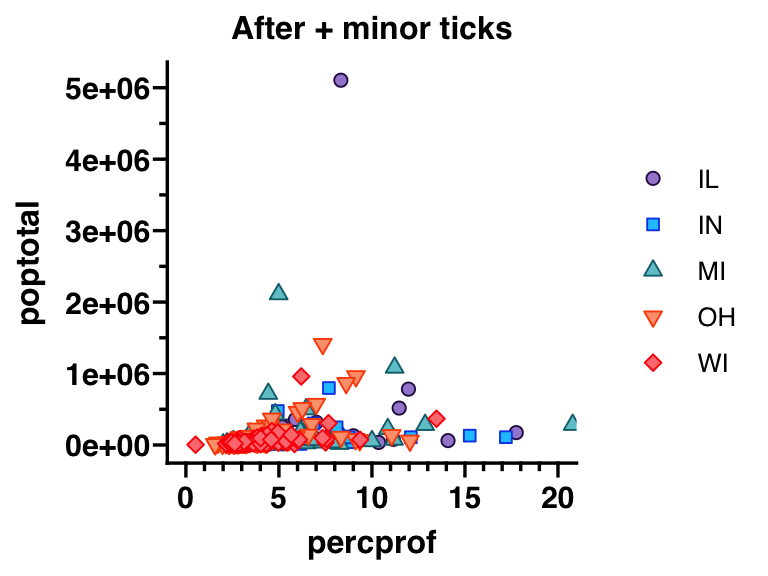 After + minor ticks
5e+06
4e+06
3e+06
2e+06
1e+06
0e+00
poptotal
0 5 10 15 20
percprof
IL
IN
MI
OH
WI